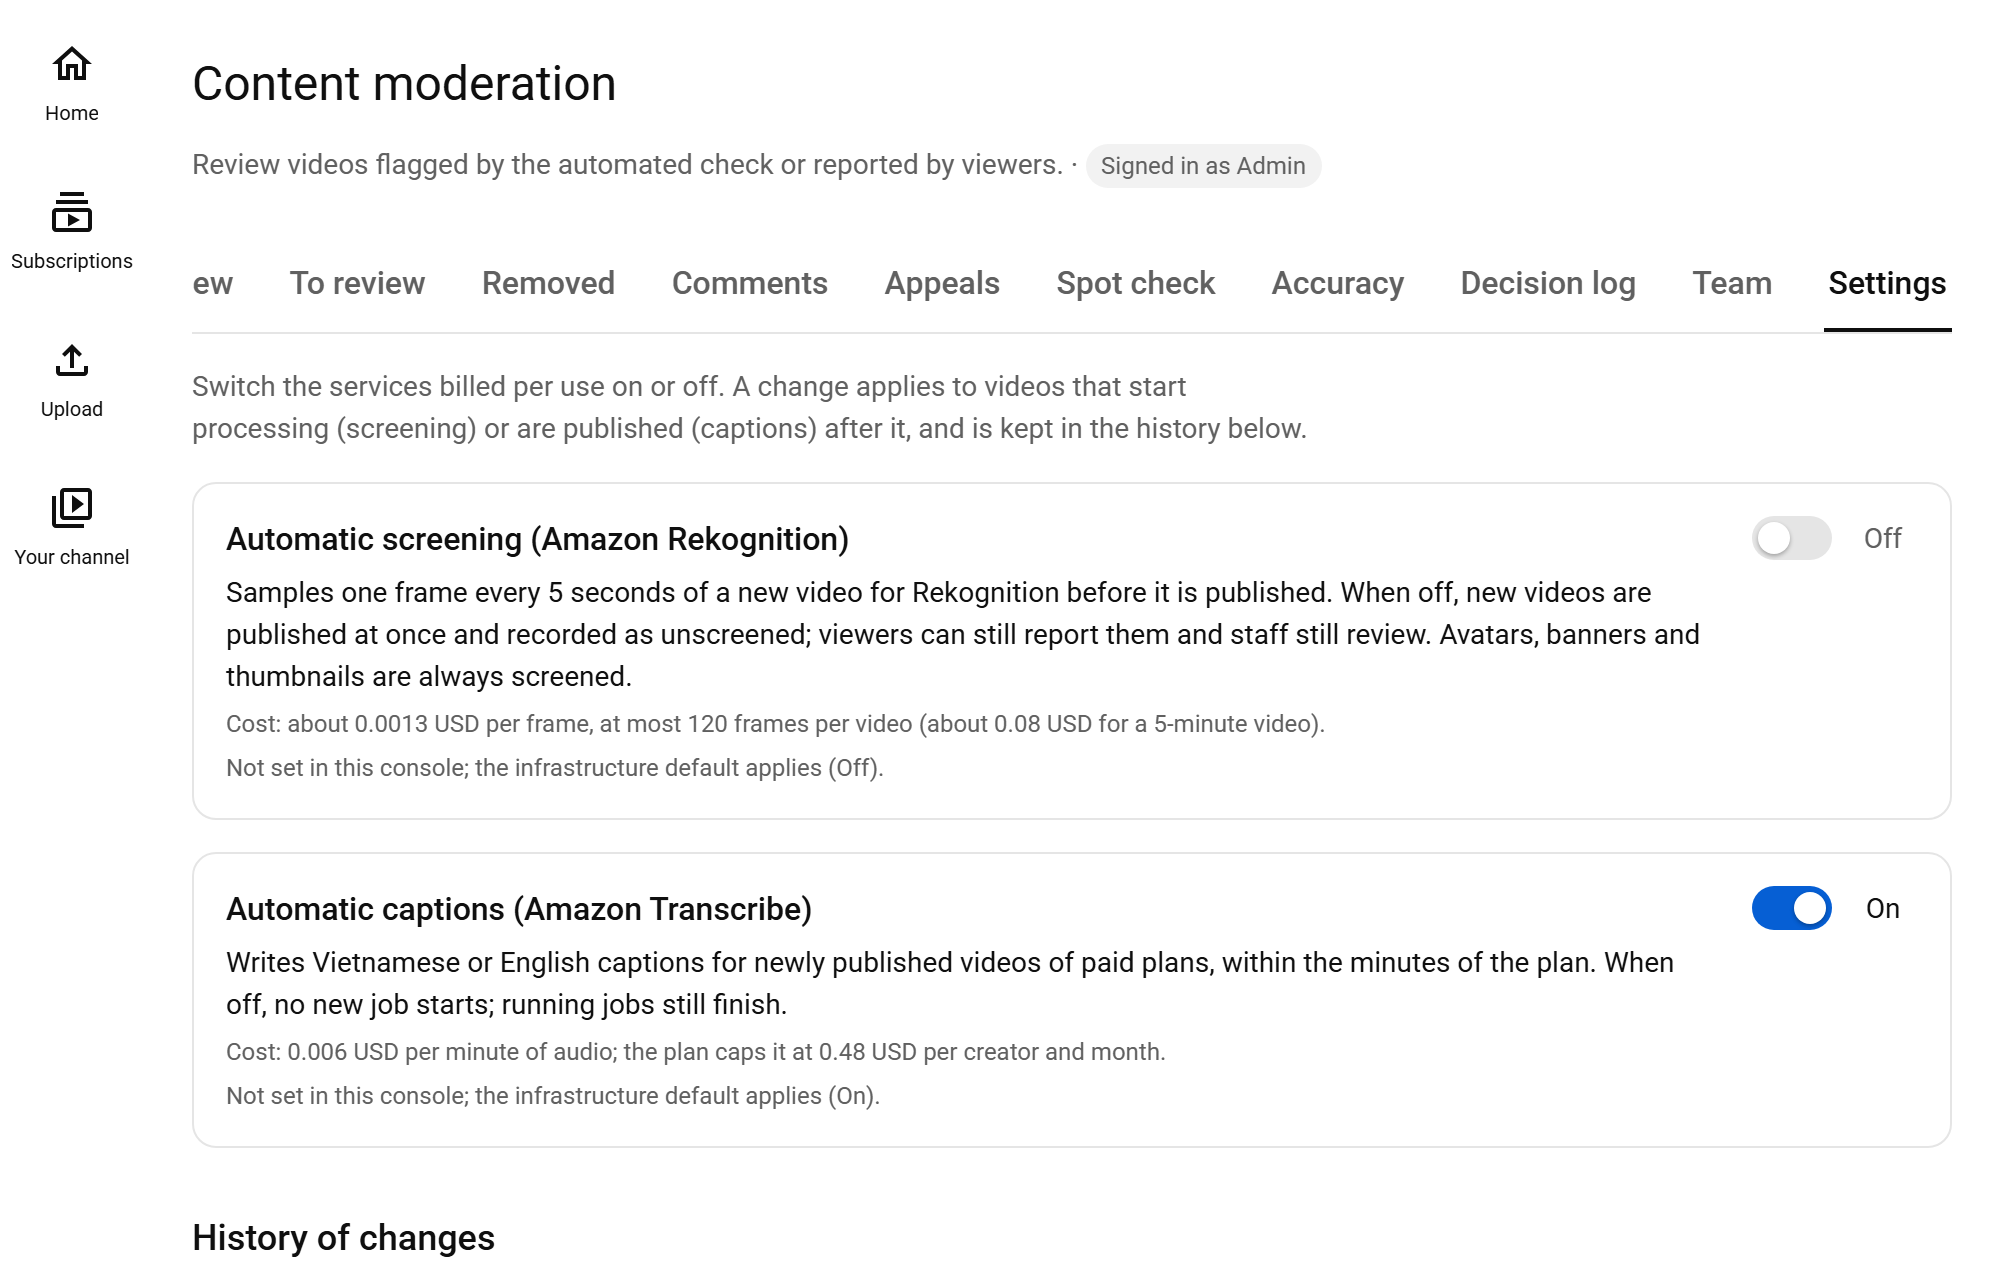 Home
Subscriptions
Upload
Your channel
Content moderation
Review videos flagged by the automated check or reported by viewers. · Signed in as Admin
ew To review Removed Comments Appeals Spot check Accuracy Decision log Team Settings
Switch the services billed per use on or off. A change applies to videos that start
processing (screening) or are published (captions) after it, and is kept in the history below.
Automatic screening (Amazon Rekognition) Off
Samples one frame every 5 seconds of a new video for Rekognition before it is published. When off, new videos are
published at once and recorded as unscreened; viewers can still report them and staff still review. Avatars, banners and
thumbnails are always screened.
Cost: about 0.0013 USD per frame, at most 120 frames per video (about 0.08 USD for a 5-minute video).
Not set in this console; the infrastructure default applies (Off).
Automatic captions (Amazon Transcribe) On
Writes Vietnamese or English captions for newly published videos of paid plans, within the minutes of the plan. When
off, no new job starts; running jobs still finish.
Cost: 0.006 USD per minute of audio; the plan caps it at 0.48 USD per creator and month.
Not set in this console; the infrastructure default applies (On).
History of changes